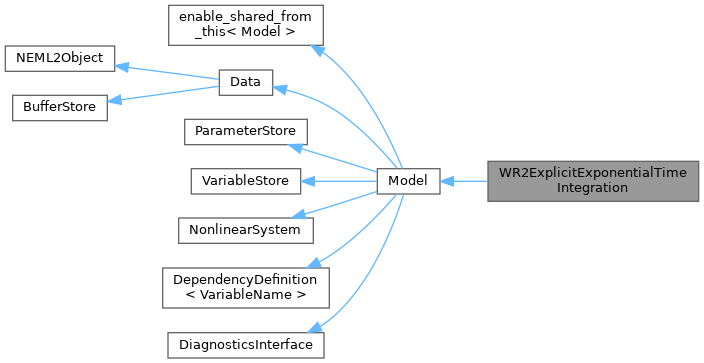 enable_shared_from
_this< Model >
NEML2Object
Data
BufferStore
ParameterStore
VariableStore
Model
WR2ExplicitExponentialTime
Integration
NonlinearSystem
DependencyDefinition
< VariableName >
DiagnosticsInterface